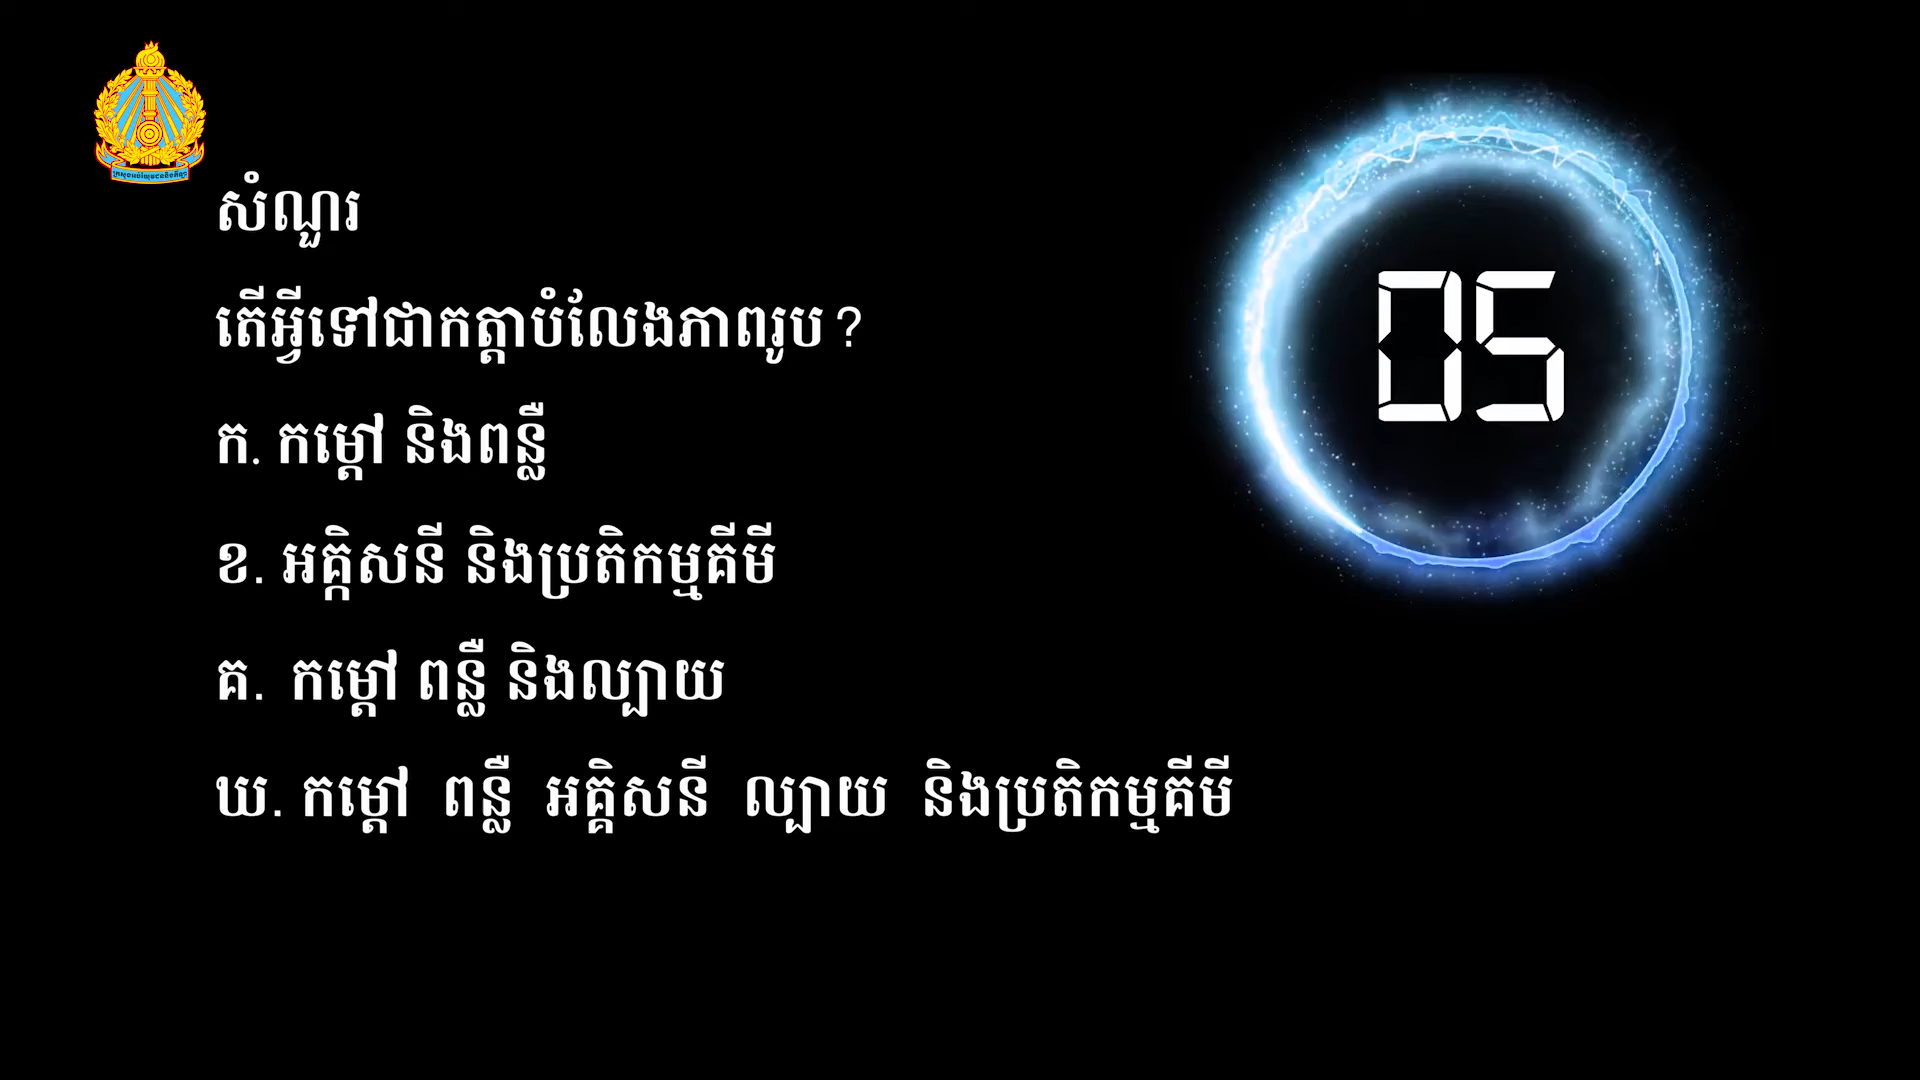 សំណួរ
05
តើអ្វីទៅជាកត្តាបំលែងភាពរូប ?
ក. កម្តៅ និងពន្លឺ
ខ. អគ្គិសនី និងប្រតិកម្មគីមី
គ. កម្តៅ ពន្លឺ និងល្បាយ
ឃ. កម្តៅ ពន្លឺ អគ្គិសនី ល្បាយ និងប្រតិកម្មគីមី